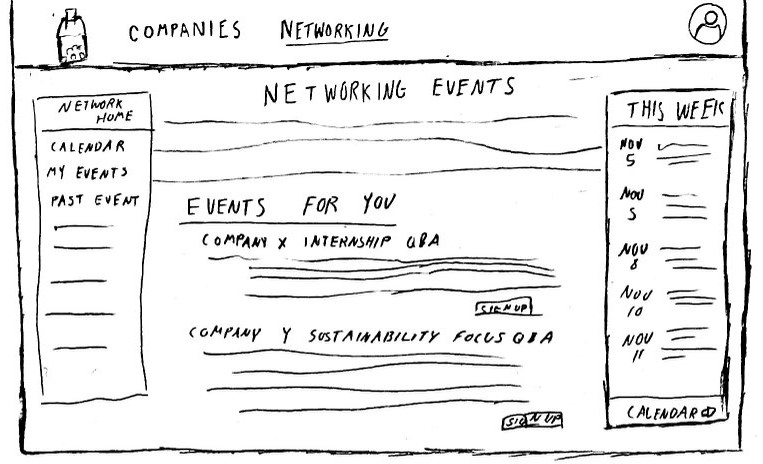 COMPANIES NETWORKING
NETWORKING EVENTS
NETWORK
HOME
CALENDAR
MY EVENTS
PAST EVENT
EVENTS FOR YOU
COMPANY X INTERNSHIP Q&A
SIGN UP
COMPANY Y SUSTAINABILITY FOCUS Q&A
SIGN UP
THIS WEEK
NOV
5
NOV
5
NOV
8
NOV
10
NOV
11
CALENDAR